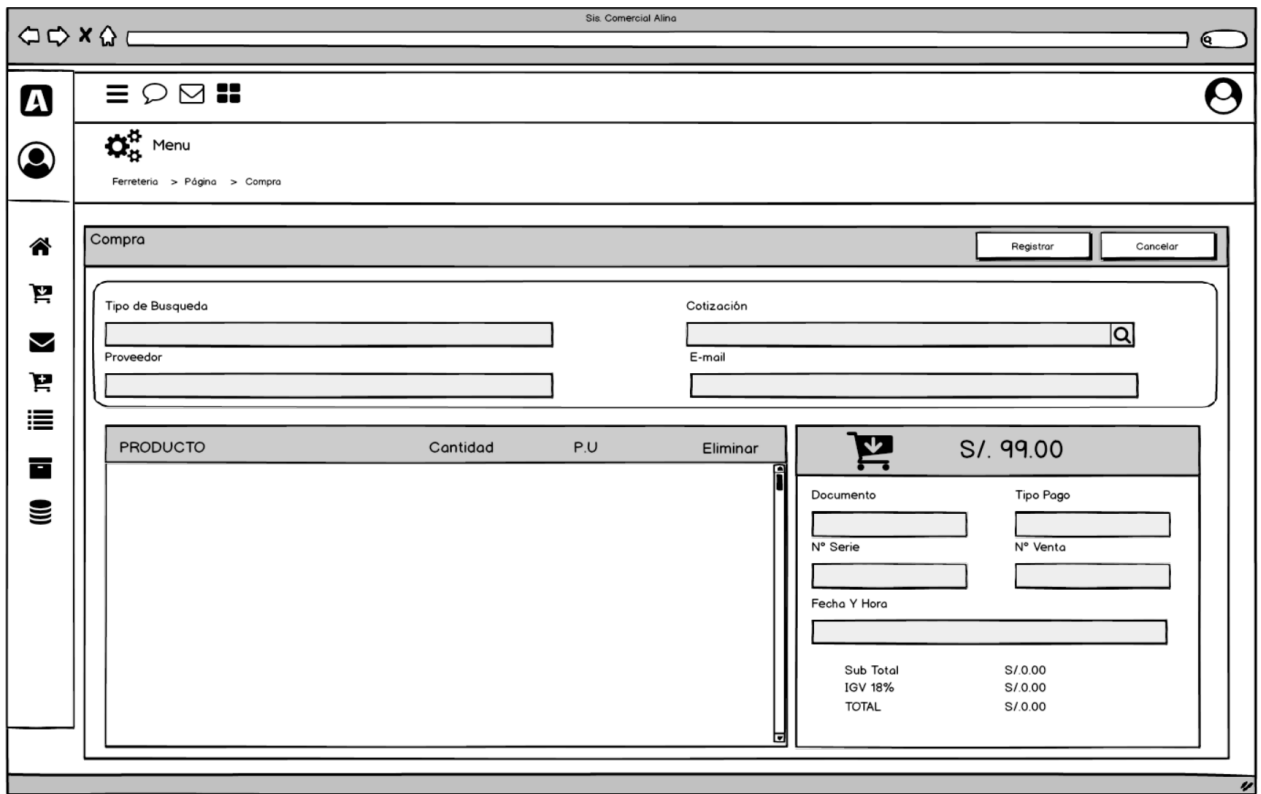 Sis. Comercial Alina
Menu
Ferreteria > Página > Compra
Compra
Registrar
Cancelar
Tipo de Busqueda
Cotización
Proveedor
E-mail
PRODUCTO Cantidad P.U Eliminar
S/. 99.00
Documento Tipo Pago
N° Serie N° Venta
Fecha Y Hora
Sub Total S/.0.00
IGV 18% S/.0.00
TOTAL S/.0.00